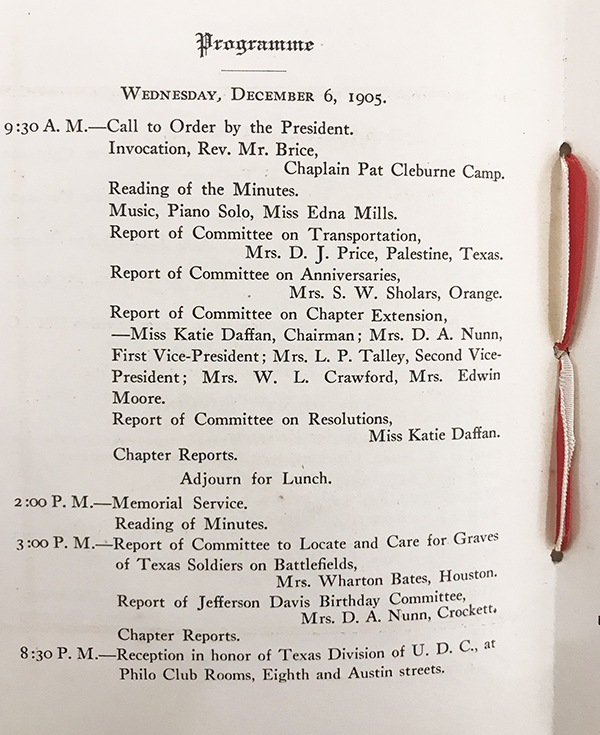 Programme
WEDNESDAY, DECEMBER 6, 1905.
9:30 A. M.—Call to Order by the President.
Invocation, Rev. Mr. Brice,
Chaplain Pat Cleburne Camp.
Reading of the Minutes.
Music, Piano Solo, Miss Edna Mills.
Report of Committee on Transportation,
Mrs. D. J. Price, Palestine, Texas.
Report of Committee on Anniversaries,
Mrs. S. W. Sholars, Orange.
Report of Committee on Chapter Extension,
—Miss Katie Daffan, Chairman; Mrs. D. A. Nunn,
First Vice-President; Mrs. L. P. Talley, Second Vice-
President; Mrs. W. L. Crawford, Mrs. Edwin
Moore.
Report of Committee on Resolutions,
Miss Katie Daffan.
Chapter Reports.
Adjourn for Lunch.
2:00 P. M.—Memorial Service.
Reading of Minutes.
3:00 P. M.—Report of Committee to Locate and Care for Graves
of Texas Soldiers on Battlefields,
Mrs. Wharton Bates, Houston.
Report of Jefferson Davis Birthday Committee,
Mrs. D. A. Nunn, Crockett.
Chapter Reports.
8:30 P. M.—Reception in honor of Texas Division of U. D. C., at
Philo Club Rooms, Eighth and Austin streets.